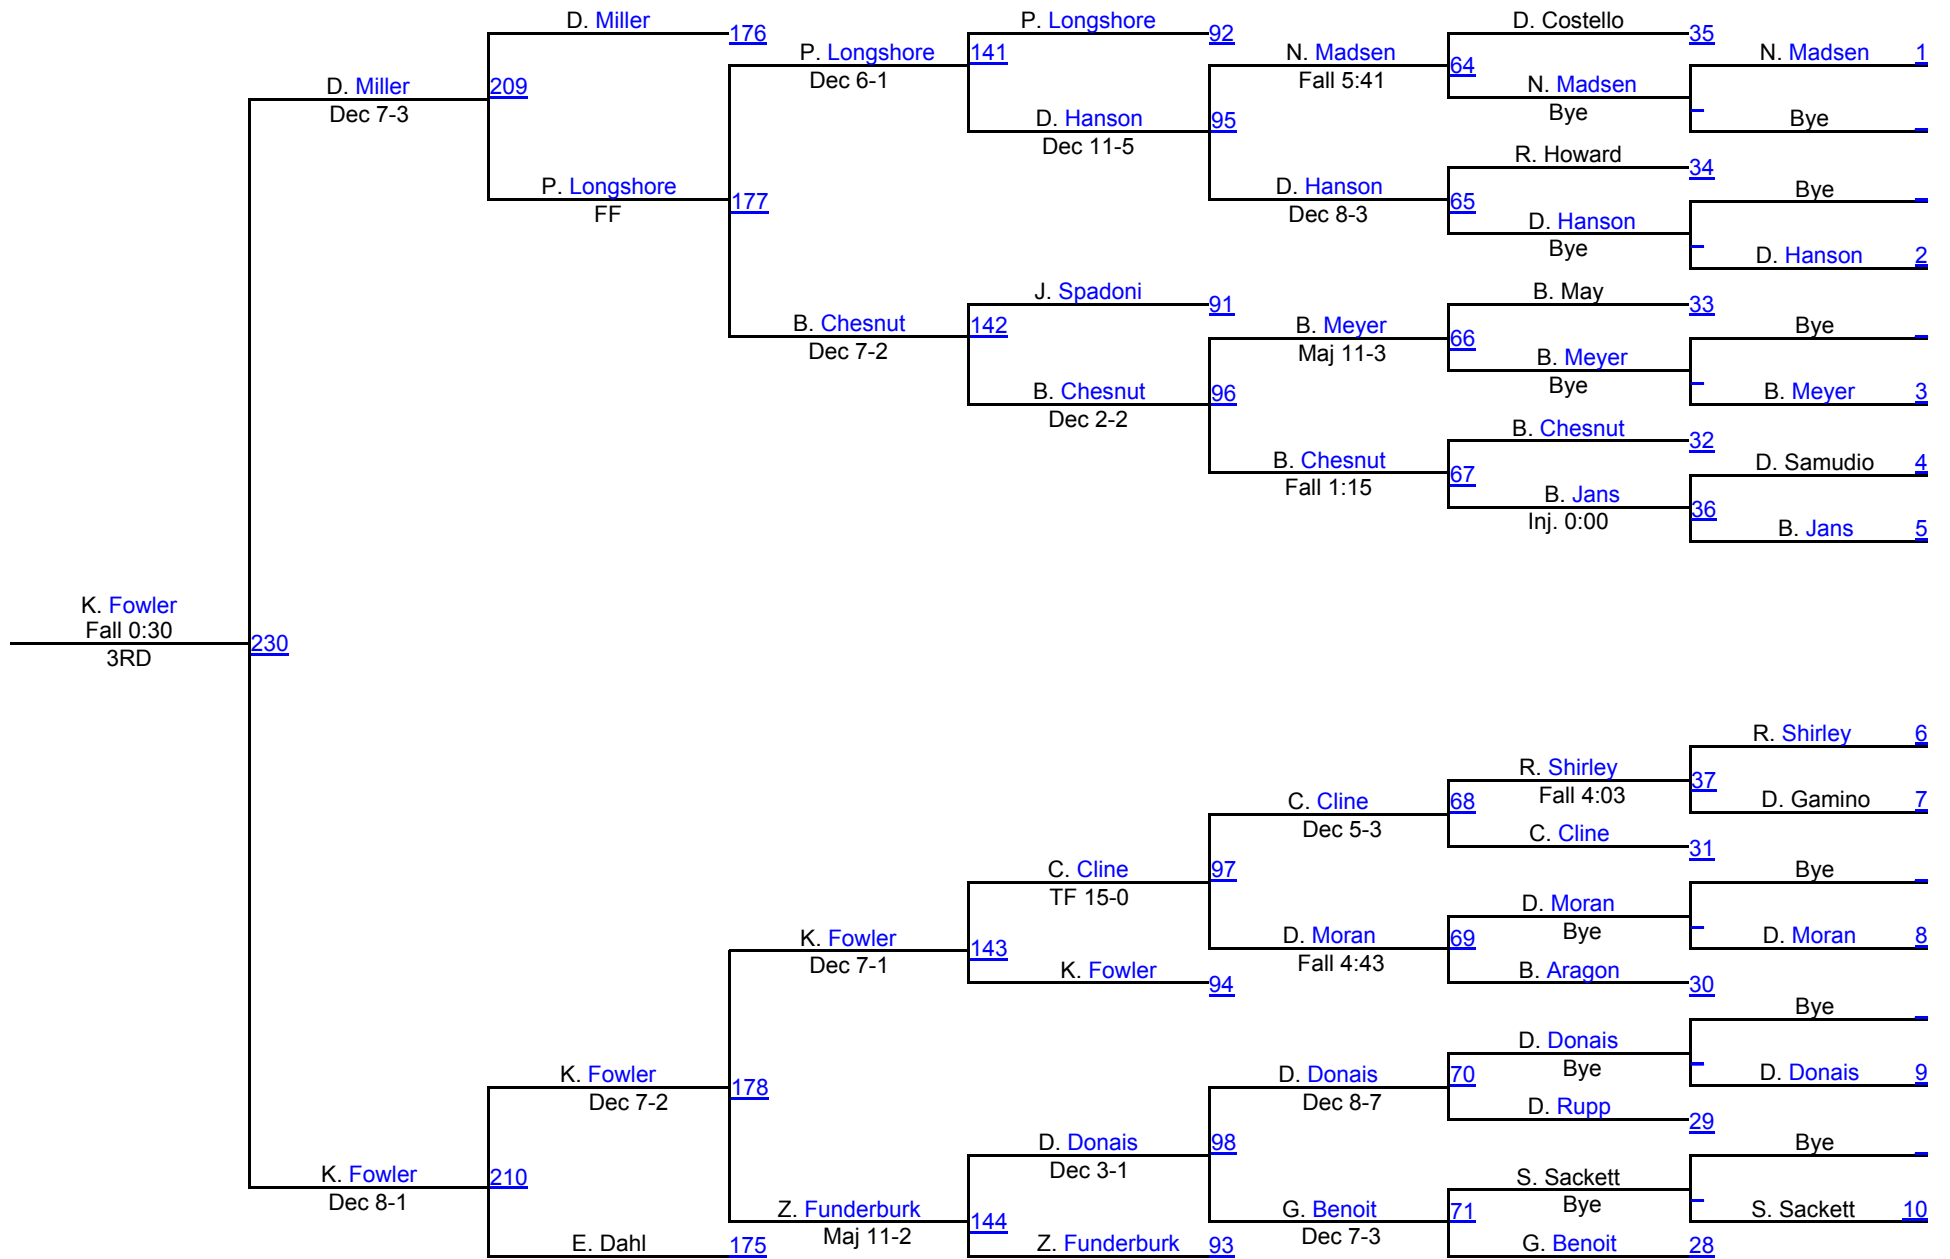 D. Miller
176
P. Longshore
92
D. Costello
35
P. Longshore
Dec 6-1
141
N. Madsen
Fall 5:41
64
N. Madsen
1
D. Miller
Dec 7-3
209
N. Madsen
Bye
D. Hanson
Dec 11-5
95
Bye
R. Howard
34
P. Longshore
FF
177
D. Hanson
Dec 8-3
65
Bye
D. Hanson
Bye
D. Hanson
2
J. Spadoni
91
B. May
33
B. Chesnut
Dec 7-2
142
B. Meyer
Maj 11-3
66
Bye
B. Meyer
Bye
B. Chesnut
Dec 2-2
96
B. Meyer
3
B. Chesnut
32
B. Chesnut
Fall 1:15
67
D. Samudio
4
B. Jans
Inj. 0:00
36
B. Jans
5
K. Fowler
Fall 0:30
3RD
230
R. Shirley
6
R. Shirley
Fall 4:03
37
C. Cline
Dec 5-3
68
D. Gamino
7
C. Cline
31
C. Cline
TF 15-0
97
Bye
D. Moran
Bye
K. Fowler
Dec 7-1
143
D. Moran
Fall 4:43
69
D. Moran
8
K. Fowler
94
B. Aragon
30
Bye
D. Donais
Bye
K. Fowler
Dec 7-2
178
D. Donais
Dec 8-7
70
D. Donais
9
D. Rupp
29
D. Donais
Dec 3-1
98
Bye
K. Fowler
Dec 8-1
210
S. Sackett
Bye
Z. Funderburk
Maj 11-2
144
G. Benoit
Dec 7-3
71
S. Sackett
10
E. Dahl
175
Z. Funderburk
93
G. Benoit
28